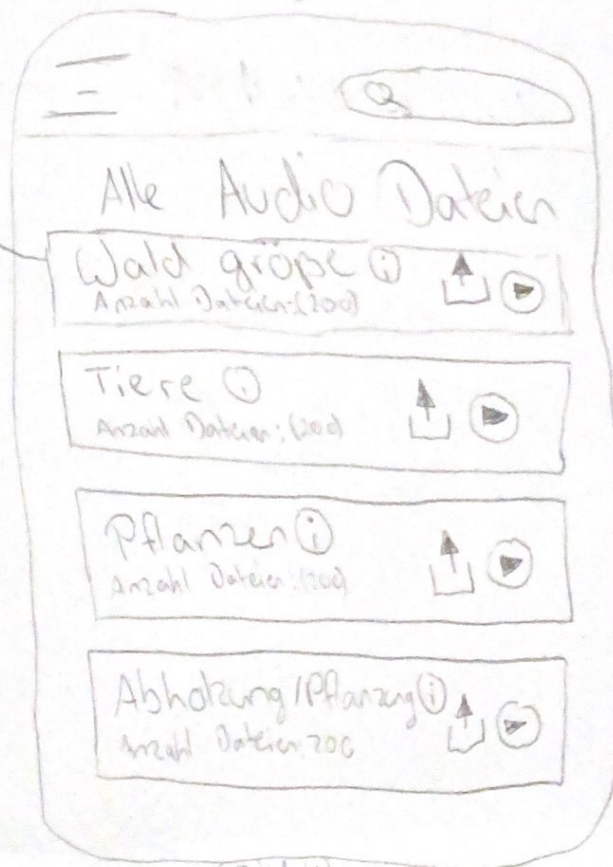 Alle Audio Dateien
Wald größe i
Anzahl Dateien:(200)
Tiere i
Anzahl Dateien: (200)
Pflanzen i
Anzahl Dateien:(200)
Abholzung/Pflanzung i
Anzahl Dateien: 200